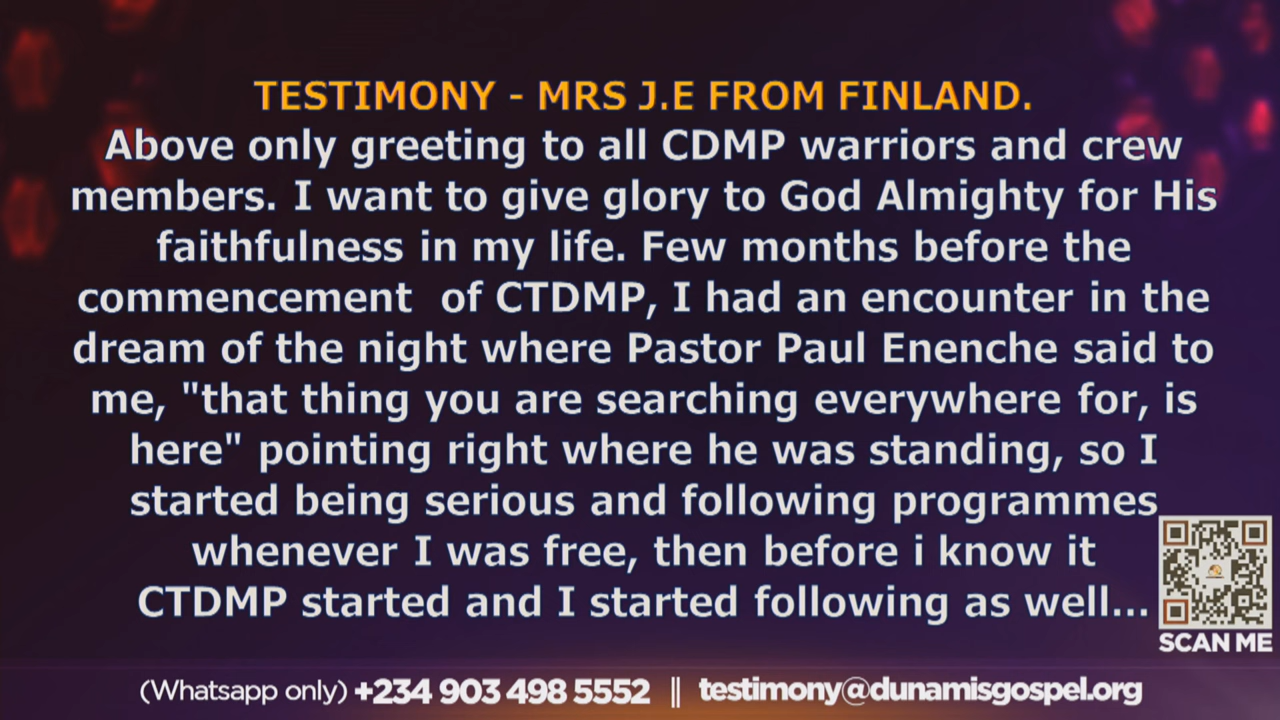 TESTIMONY - MRS J.E FROM FINLAND.
Above only greeting to all CDMP warriors and crew
members. I want to give glory to God Almighty for His
faithfulness in my life. Few months before the
commencement  of CTDMP, I had an encounter in the
dream of the night where Pastor Paul Enenche said to
me, "that thing you are searching everywhere for, is
here" pointing right where he was standing, so I
started being serious and following programmes
whenever I was free, then before i know it
CTDMP started and I started following as well...
SCAN ME
(Whatsapp only) +234 903 498 5552 || testimony@dunamisgospel.org